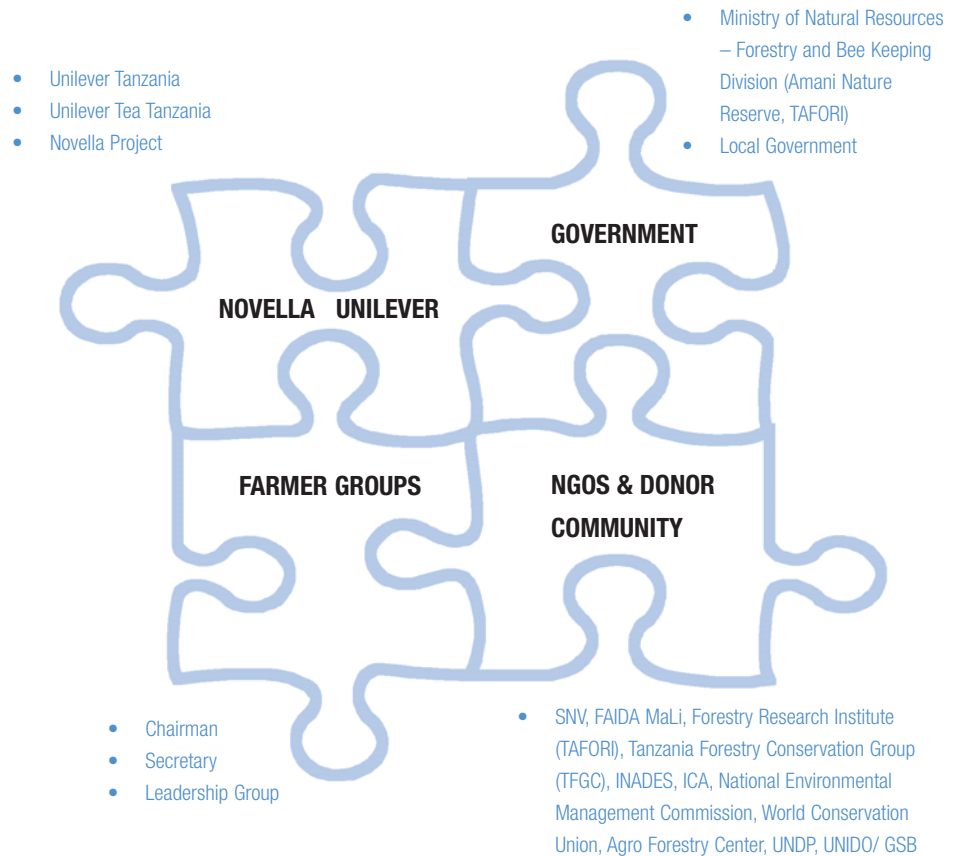 • Unilever Tanzania
• Unilever Tea Tanzania
• Novella Project
• Ministry of Natural Resources
– Forestry and Bee Keeping
Division (Amani Nature
Reserve, TAFORI)
• Local Government
NOVELLA UNILEVER
GOVERNMENT
FARMER GROUPS
NGOS & DONOR
COMMUNITY
• Chairman
• Secretary
• Leadership Group
• SNV, FAIDA MaLi, Forestry Research Institute
(TAFORI), Tanzania Forestry Conservation Group
(TFGC), INADES, ICA, National Environmental
Management Commission, World Conservation
Union, Agro Forestry Center, UNDP, UNIDO/ GSB